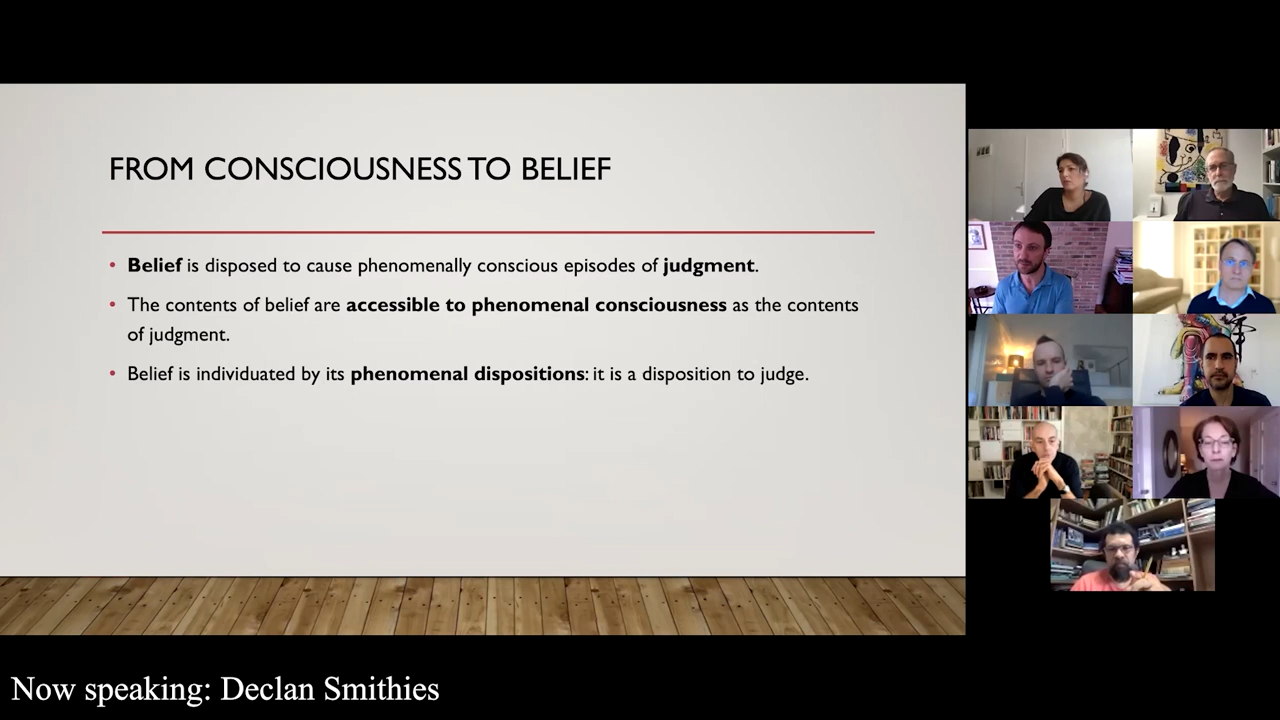 FROM CONSCIOUSNESS TO BELIEF
• Belief is disposed to cause phenomenally conscious episodes of judgment.
• The contents of belief are accessible to phenomenal consciousness as the contents
of judgment.
• Belief is individuated by its phenomenal dispositions: it is a disposition to judge.
Now speaking: Declan Smithies